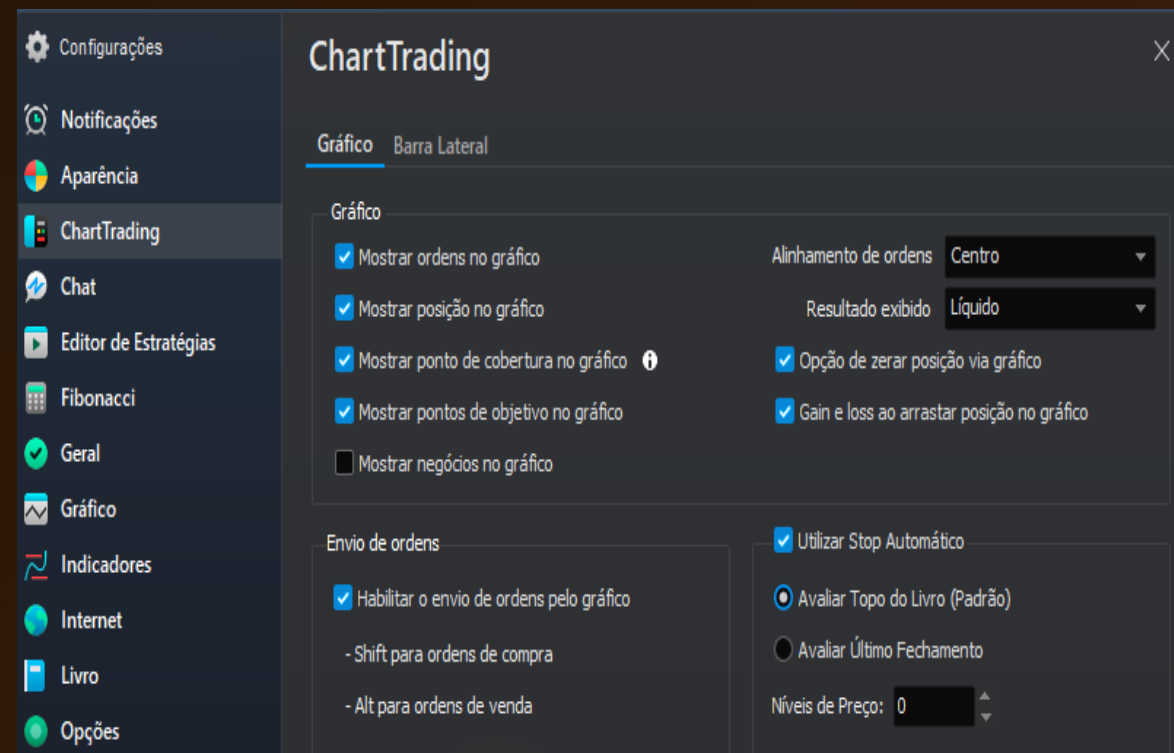 Configurações
Notificações
Aparência
ChartTrading
Chat
Editor de Estratégias
Fibonacci
Geral
Gráfico
Indicadores
Internet
Livro
Opções
ChartTrading
X
Gráfico Barra Lateral
Gráfico
Mostrar ordens no gráfico
Mostrar posição no gráfico
Mostrar ponto de cobertura no gráfico
Mostrar pontos de objetivo no gráfico
Mostrar negócios no gráfico
Alinhamento de ordens Centro
Resultado exibido Líquido
Opção de zerar posição via gráfico
Gain e loss ao arrastar posição no gráfico
Envio de ordens
Habilitar o envio de ordens pelo gráfico
- Shift para ordens de compra
- Alt para ordens de venda
Utilizar Stop Automático
Avaliar Topo do Livro (Padrão)
Avaliar Último Fechamento
Níveis de Preço: 0